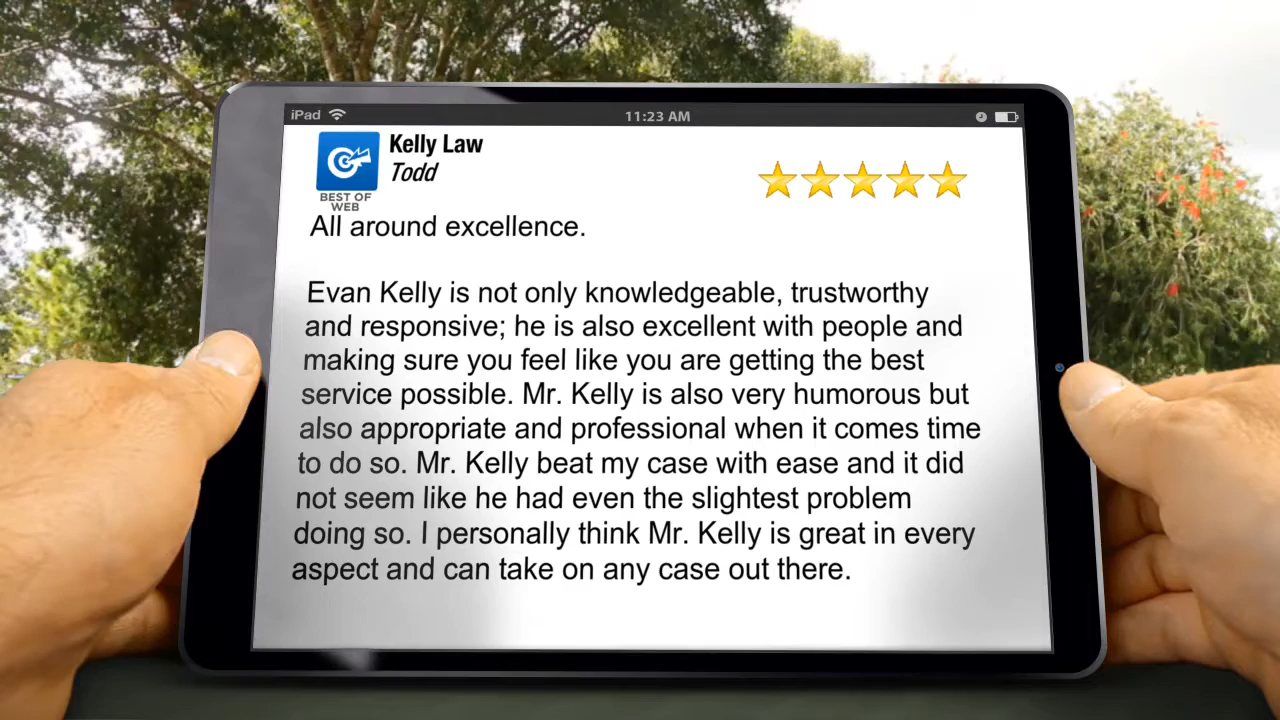 iPad 11:23 AM
Kelly Law
Todd
BEST OF
WEB
All around excellence.
Evan Kelly is not only knowledgeable, trustworthy
and responsive; he is also excellent with people and
making sure you feel like you are getting the best
service possible. Mr. Kelly is also very humorous but
also appropriate and professional when it comes time
to do so. Mr. Kelly beat my case with ease and it did
not seem like he had even the slightest problem
doing so. I personally think Mr. Kelly is great in every
aspect and can take on any case out there.